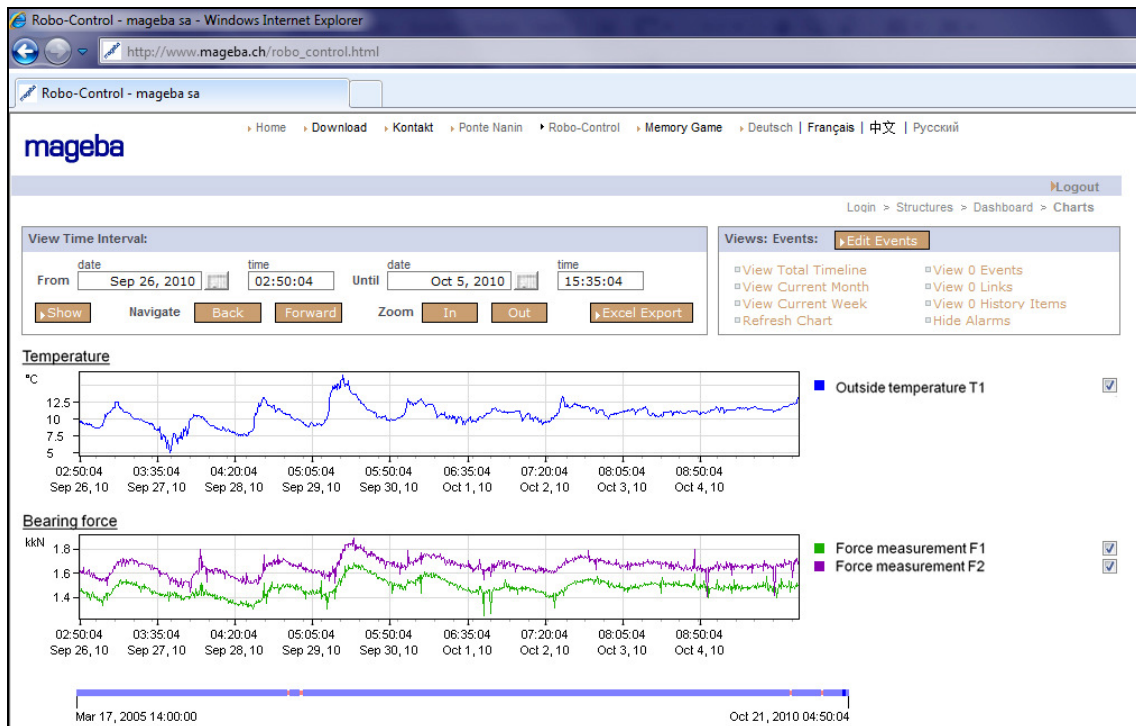 Robo-Control - mageba sa - Windows Internet Explorer
http://www.mageba.ch/robo_control.html
Robo-Control - mageba sa
Home Download Kontakt Ponte Nanin Robo-Control Memory Game Deutsch | Français | 中文 | Русский
mageba
Logout
Login > Structures > Dashboard > Charts
View Time Interval:
date time date time
From Sep 26, 2010 02:50:04 Until Oct 5, 2010 15:35:04
Show Navigate Back Forward Zoom In Out Excel Export
Views: Events: Edit Events
View Total Timeline View 0 Events
View Current Month View 0 Links
View Current Week View 0 History Items
Refresh Chart Hide Alarms
Temperature
°C
12.5
10
7.5
5
02:50:04 03:35:04 04:20:04 05:05:04 05:50:04 06:35:04 07:20:04 08:05:04 08:50:04
Sep 26, 10 Sep 27, 10 Sep 28, 10 Sep 29, 10 Sep 30, 10 Oct 1, 10 Oct 2, 10 Oct 3, 10 Oct 4, 10
Outside temperature T1
Bearing force
kkN
1.8
1.6
1.4
02:50:04 03:35:04 04:20:04 05:05:04 05:50:04 06:35:04 07:20:04 08:05:04 08:50:04
Sep 26, 10 Sep 27, 10 Sep 28, 10 Sep 29, 10 Sep 30, 10 Oct 1, 10 Oct 2, 10 Oct 3, 10 Oct 4, 10
Force measurement F1
Force measurement F2
Mar 17, 2005 14:00:00 Oct 21, 2010 04:50:04